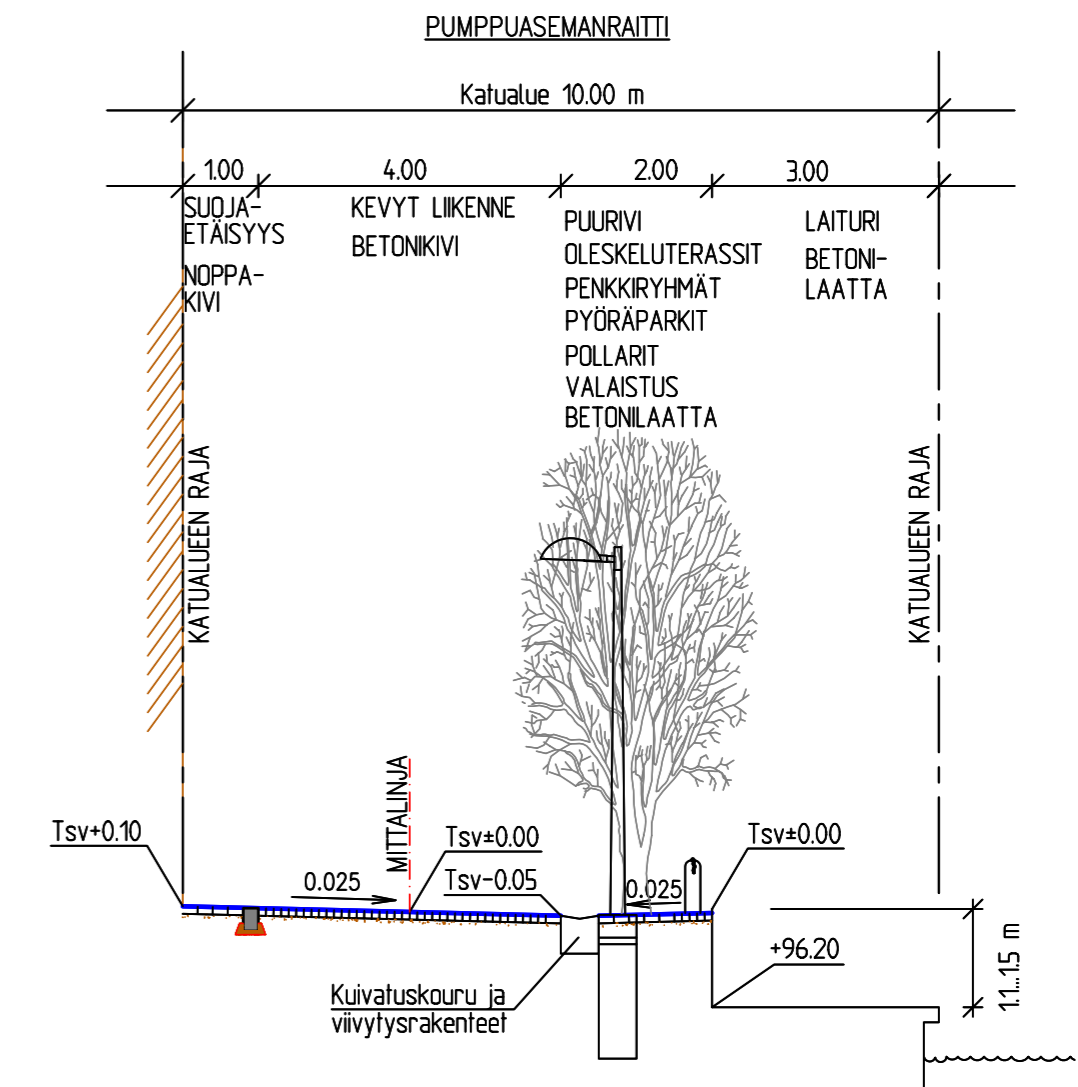 PUMPPUASEMANRAITTI
Katualue 10.00 m
1.00
4.00
2.00
3.00
SUOJA-
ETÄISYYS
NOPPA-
KIVI
KEVYT LIIKENNE
BETONIKIVI
PUURIVI
OLESKELUTERASSIT
PENKKIRYHMÄT
PYÖRÄPARKIT
POLLARIT
VALAISTUS
BETONILAATTA
LAITURI
BETONI-
LAATTA
KATUALUEEN RAJA
KATUALUEEN RAJA
MITTALINJA
Tsv+0.10
Tsv±0.00
Tsv-0.05
Tsv±0.00
0.025
0.025
+96.20
1.1...1.5 m
Kuivatuskouru ja
viivytysrakenteet